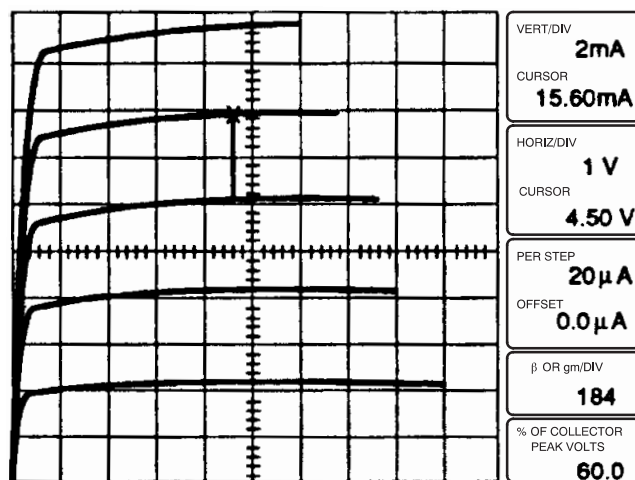 VERT/DIV
2mA
CURSOR
15.60mA
HORIZ/DIV
1 V
CURSOR
4.50 V
PER STEP
20μA
OFFSET
0.0μA
β OR gm/DIV
184
% OF COLLECTOR
PEAK VOLTS
60.0